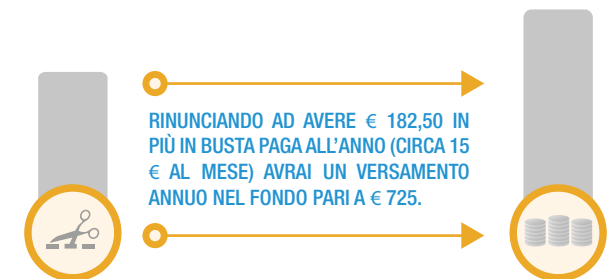 RINUNCIANDO AD AVERE € 182,50 IN
PIÙ IN BUSTA PAGA ALL'ANNO (CIRCA 15
€ AL MESE) AVRAI UN VERSAMENTO
ANNUO NEL FONDO PARI A € 725.